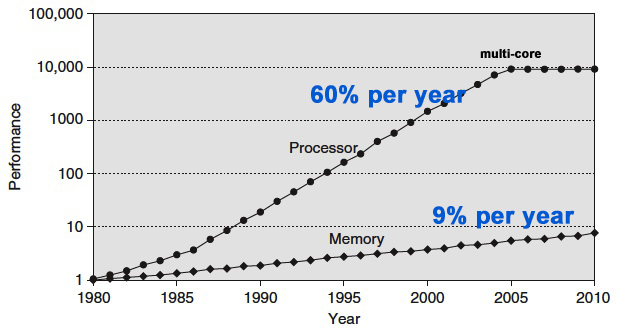 100,000
10,000
1000
100
10
1
Performance
multi-core
60% per year
Processor
9% per year
Memory
1980 1985 1990 1995 2000 2005 2010
Year